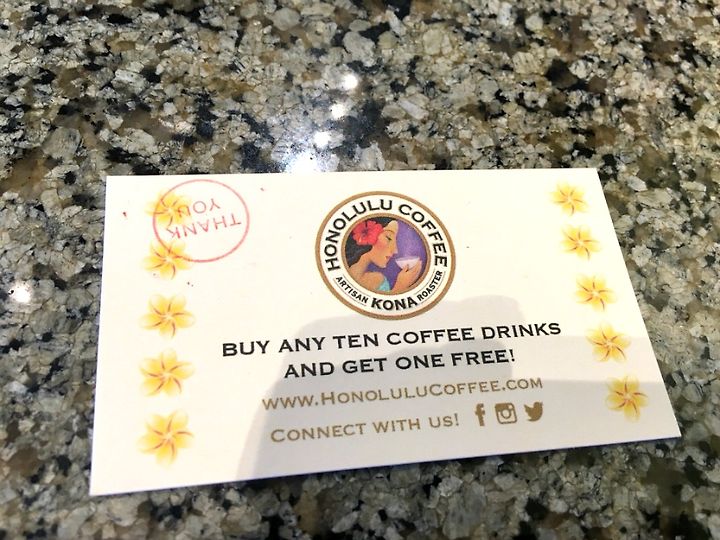 THANK
YOU
HONOLULU COFFEE
ARTISAN KONA ROASTER
BUY ANY TEN COFFEE DRINKS
AND GET ONE FREE!
WWW.HONOLULUCOFFEE.COM
CONNECT WITH US!